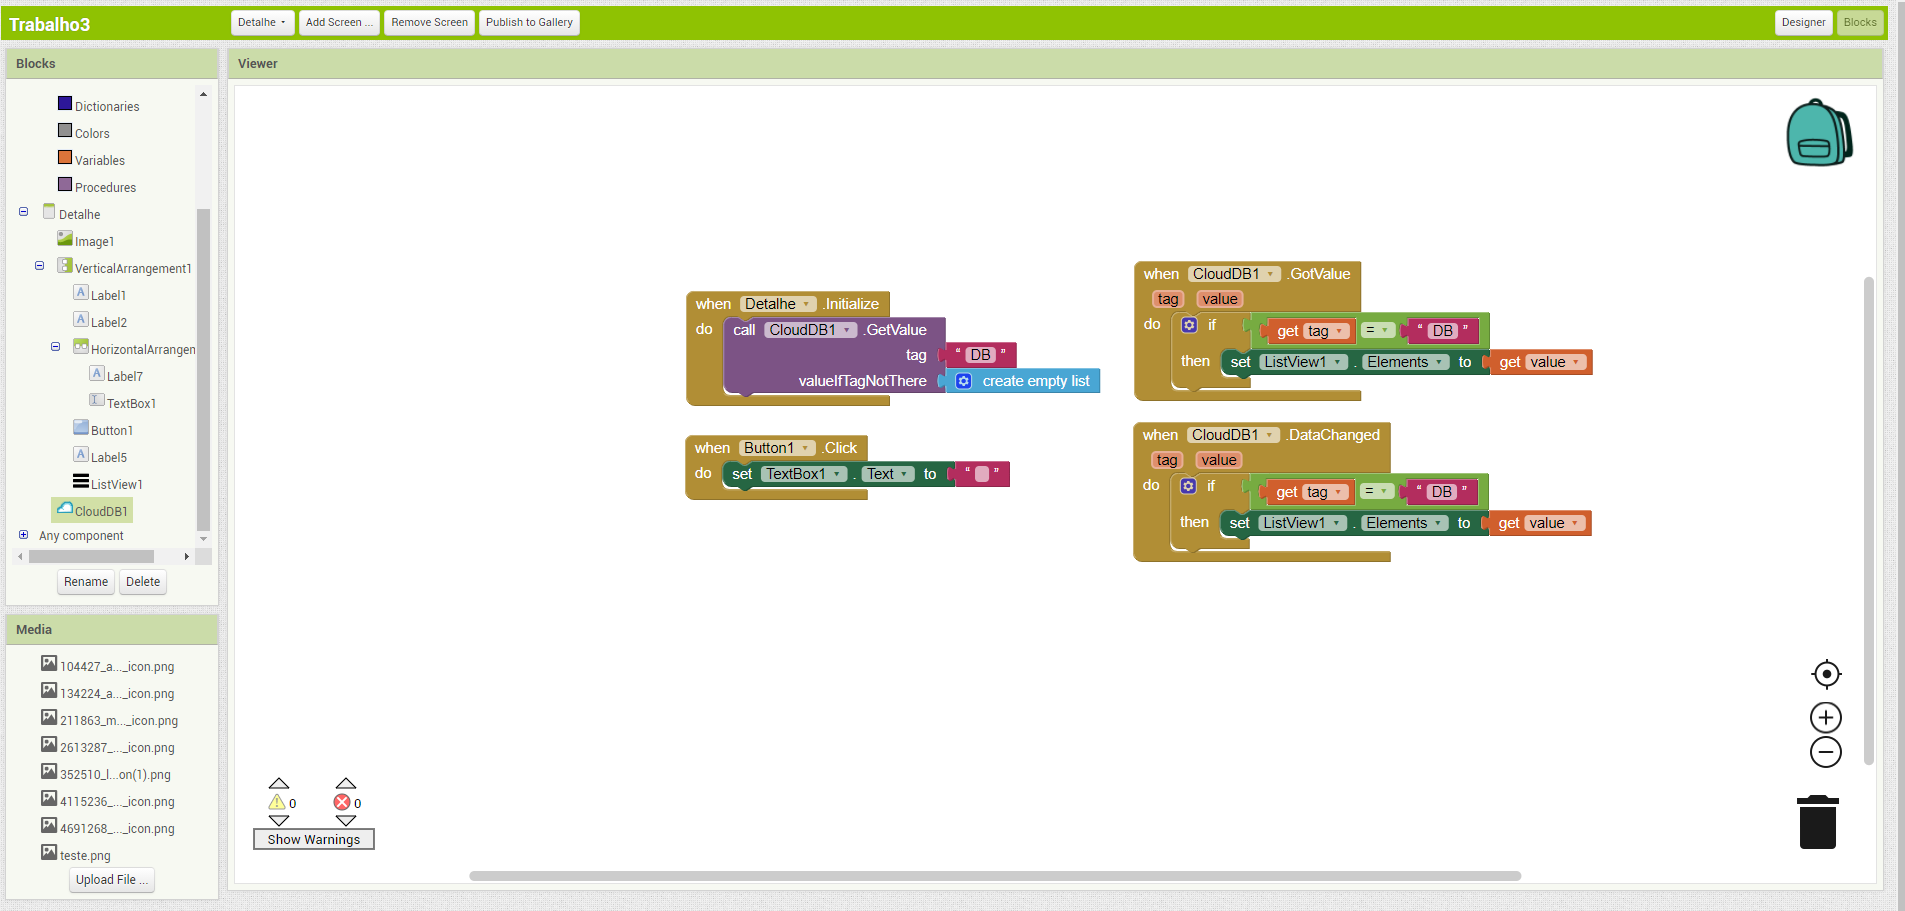 Trabalho3
Detalhe
Add Screen ...
Remove Screen
Publish to Gallery
Designer
Blocks
Blocks
Dictionaries
Colors
Variables
Procedures
Detalhe
Image1
VerticalArrangement1
Label1
Label2
HorizontalArrangen
Label7
TextBox1
Button1
Label5
ListView1
CloudDB1
Any component
Rename
Delete
Media
104427_a..._icon.png
134224_a..._icon.png
211863_m..._icon.png
2613287_..._icon.png
352510_l...on(1).png
4115236_..._icon.png
4691268_..._icon.png
teste.png
Upload File ...
Viewer
when Detalhe .Initialize
do call CloudDB1 .GetValue
tag “ DB ”
valueIfTagNotThere create empty list
when Button1 .Click
do set TextBox1 . Text to “ ”
when CloudDB1 .GotValue
tag value
do if get tag = “ DB ”
then set ListView1 . Elements to get value
when CloudDB1 .DataChanged
tag value
do if get tag = “ DB ”
then set ListView1 . Elements to get value
0 0
Show Warnings